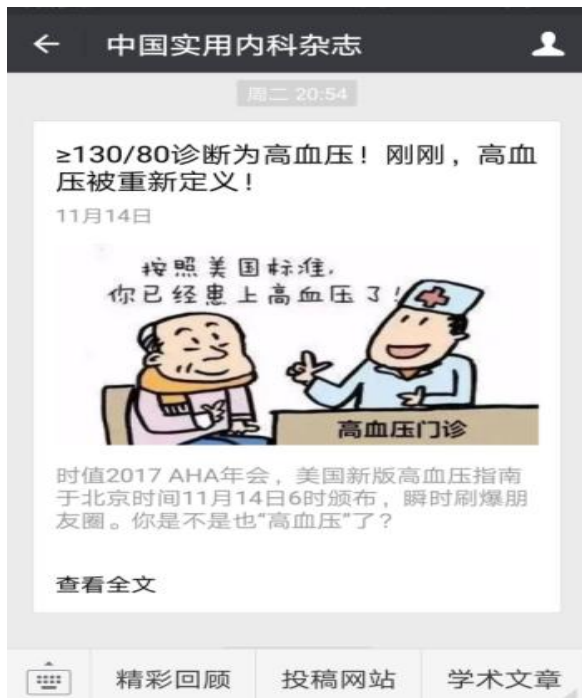 中国实用内科杂志
周二 20:54
≥130/80诊断为高血压！刚刚，高血
压被重新定义！
11月14日
按照美国标准，
你已经患上高血压了！
高血压门诊
时值2017 AHA年会，美国新版高血压指南
于北京时间11月14日6时颁布，瞬时刷爆朋
友圈。你是不是也“高血压”了？
查看全文
精彩回顾
投稿网站
学术文章